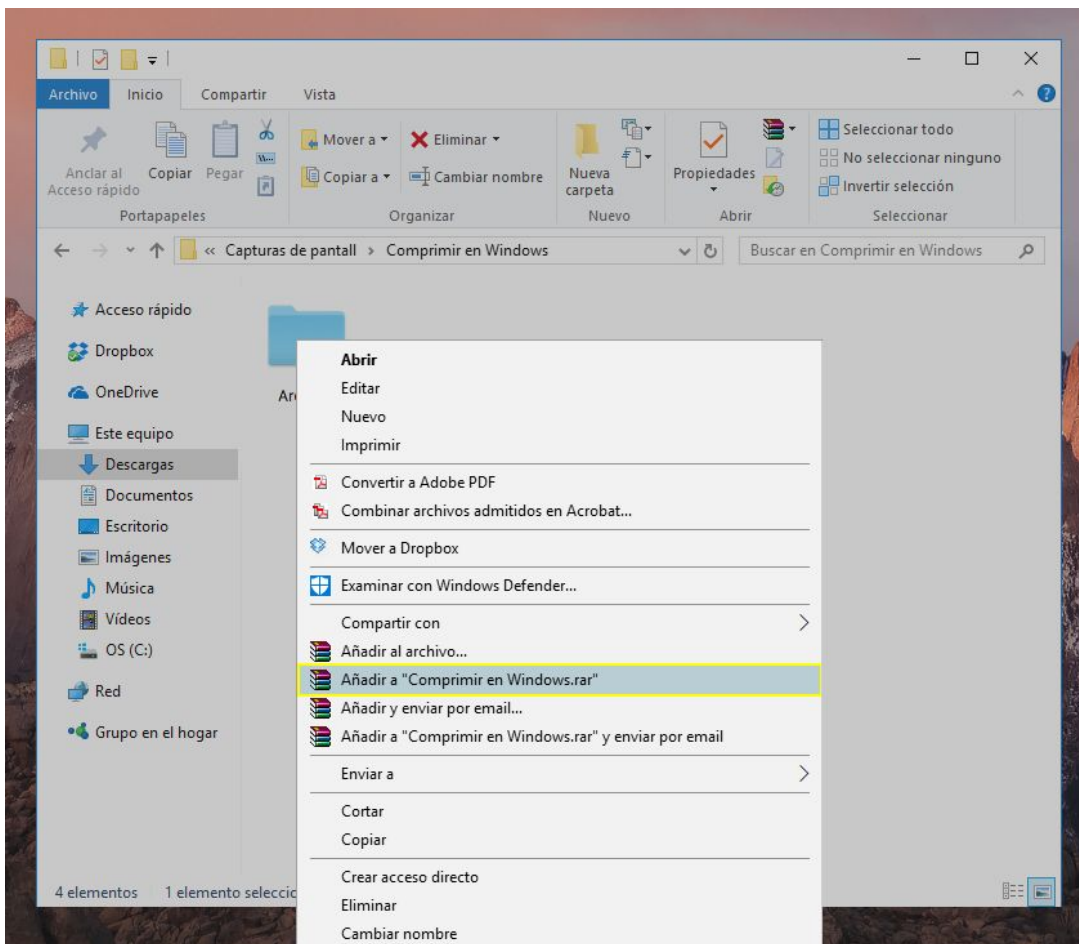 Archivo Inicio Compartir Vista
Anclar al
Acceso rápido
Copiar
Pegar
Portapapeles
Mover a
Copiar a
Eliminar
Cambiar nombre
Organizar
Nueva
carpeta
Nuevo
Propiedades
Abrir
Seleccionar todo
No seleccionar ninguno
Invertir selección
Seleccionar
« Capturas de pantall > Comprimir en Windows
Buscar en Comprimir en Windows
Acceso rápido
Dropbox
OneDrive
Este equipo
Descargas
Documentos
Escritorio
Imágenes
Música
Vídeos
OS (C:)
Red
Grupo en el hogar
Abrir
Editar
Nuevo
Imprimir
Convertir a Adobe PDF
Combinar archivos admitidos en Acrobat...
Mover a Dropbox
Examinar con Windows Defender...
Compartir con
Añadir al archivo...
Añadir a "Comprimir en Windows.rar"
Añadir y enviar por email...
Añadir a "Comprimir en Windows.rar" y enviar por email
Enviar a
Cortar
Copiar
Crear acceso directo
Eliminar
Cambiar nombre
4 elementos 1 elemento